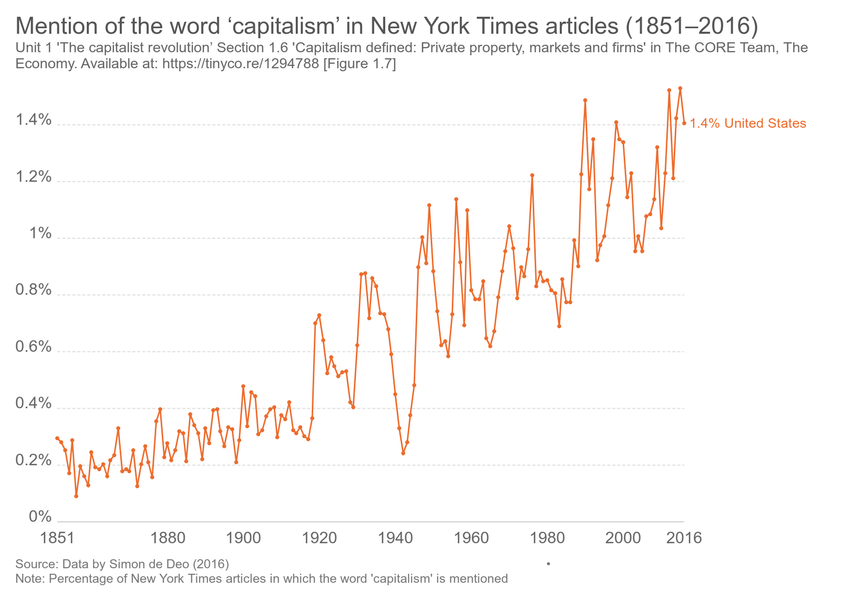 Mention of the word ‘capitalism’ in New York Times articles (1851–2016)
Unit 1 'The capitalist revolution’ Section 1.6 'Capitalism defined: Private property, markets and firms' in The CORE Team, The
Economy. Available at: https://tinyco.re/1294788 [Figure 1.7]
1.4%
1.4% United States
1.2%
1%
0.8%
0.6%
0.4%
0.2%
0%
1851 1880 1900 1920 1940 1960 1980 2000 2016
Source: Data by Simon de Deo (2016)
Note: Percentage of New York Times articles in which the word 'capitalism' is mentioned